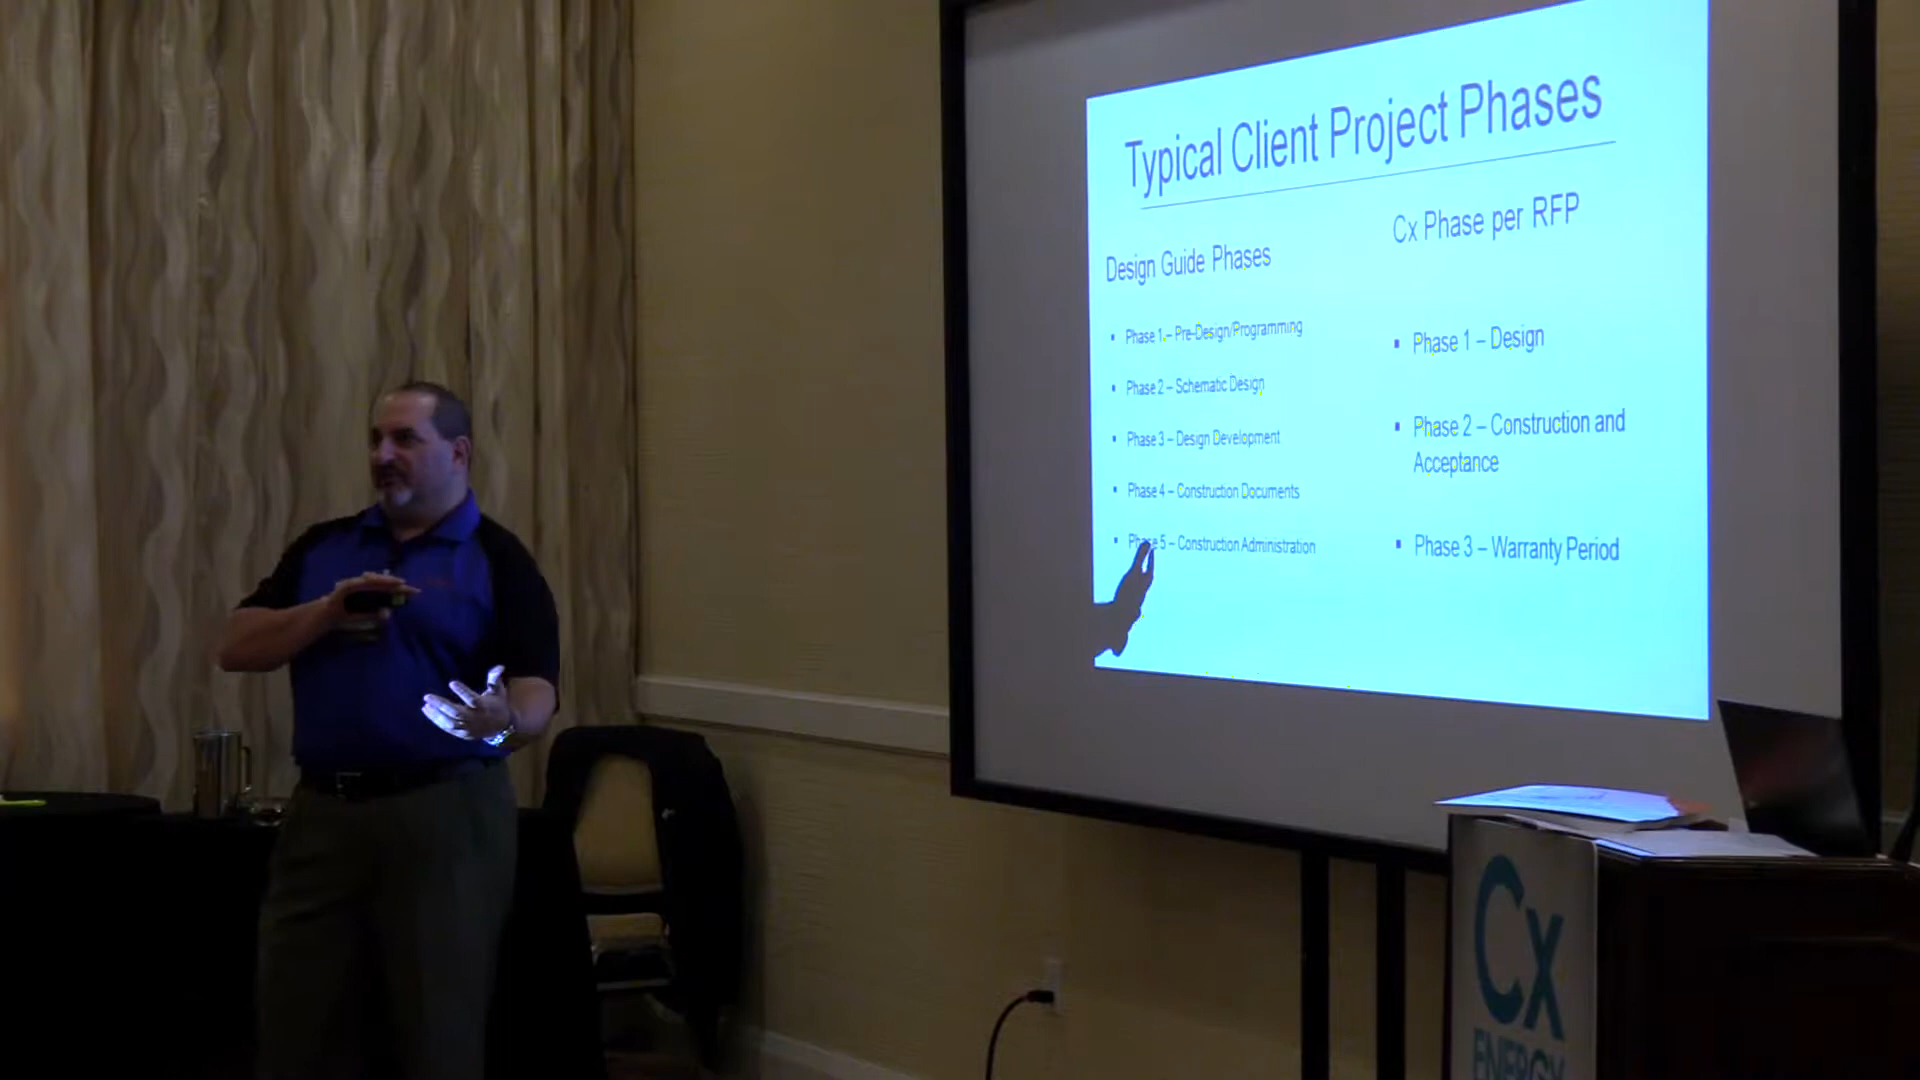 Typical Client Project Phases
Design Guide Phases
▪ Phase 1 – Pre-Design/Programming
▪ Phase 2 – Schematic Design
▪ Phase 3 – Design Development
▪ Phase 4 – Construction Documents
▪ Phase 5 – Construction Administration
Cx Phase per RFP
▪ Phase 1 – Design
▪ Phase 2 – Construction and
Acceptance
▪ Phase 3 – Warranty Period
Cx
ENERGY